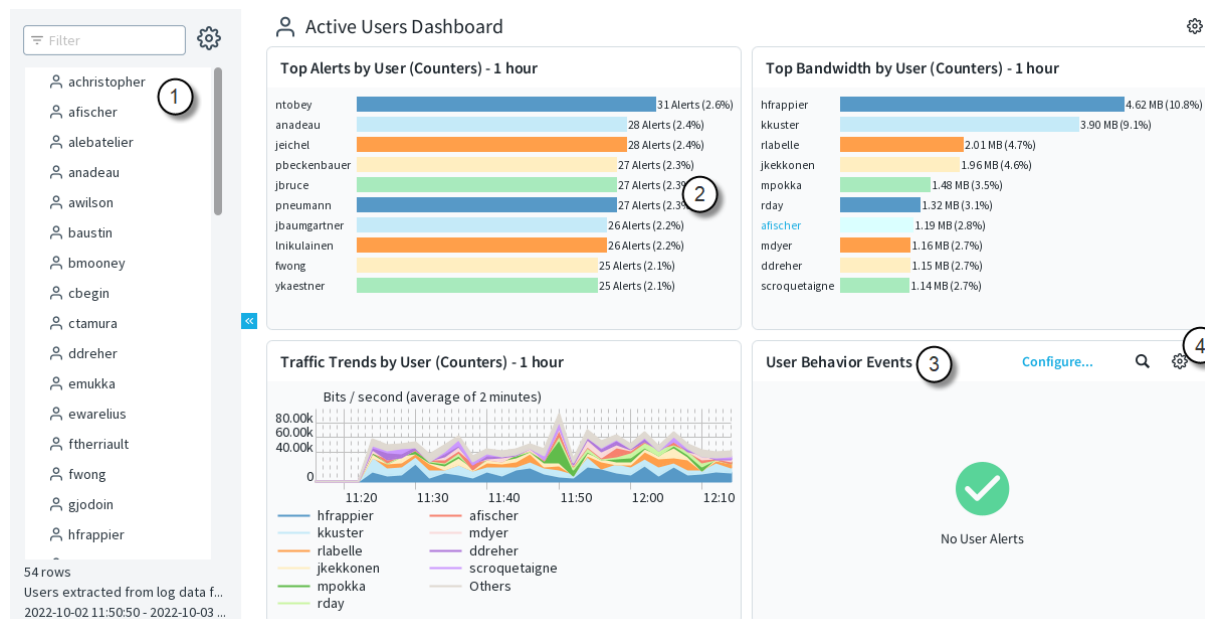 Filter
achristopher
1
afischer
alebatelier
anadeau
awilson
baustin
bmooney
cbegin
ctamura
ddreher
emukka
ewarelius
ftherriault
fwong
gjodoin
hfrappier
54 rows
Users extracted from log data f...
2022-10-02 11:50:50 - 2022-10-03 ...
«
Active Users Dashboard
Top Alerts by User (Counters) - 1 hour
ntobey 31 Alerts (2.6%)
anadeau 28 Alerts (2.4%)
jeichel 28 Alerts (2.4%)
pbeckenbauer 27 Alerts (2.3%)
jbruce 27 Alerts (2.3%
2
pneumann 27 Alerts (2.3%
jbaumgartner 26 Alerts (2.2%)
lnikulainen 26 Alerts (2.2%)
fwong 25 Alerts (2.1%)
ykaestner 25 Alerts (2.1%)
Top Bandwidth by User (Counters) - 1 hour
hfrappier 4.62 MB (10.8%)
kkuster 3.90 MB (9.1%)
rlabelle 2.01 MB (4.7%)
jkekkonen 1.96 MB (4.6%)
mpokka 1.48 MB (3.5%)
rday 1.32 MB (3.1%)
afischer 1.19 MB (2.8%)
mdyer 1.16 MB (2.7%)
ddreher 1.15 MB (2.7%)
scroquetaigne 1.14 MB (2.7%)
Traffic Trends by User (Counters) - 1 hour
Bits / second (average of 2 minutes)
80.00k
60.00k
40.00k
0
11:20 11:30 11:40 11:50 12:00 12:10
hfrappier afischer
kkuster mdyer
rlabelle ddreher
jkekkonen scroquetaigne
mpokka Others
rday
User Behavior Events 3 Configure... 4
No User Alerts